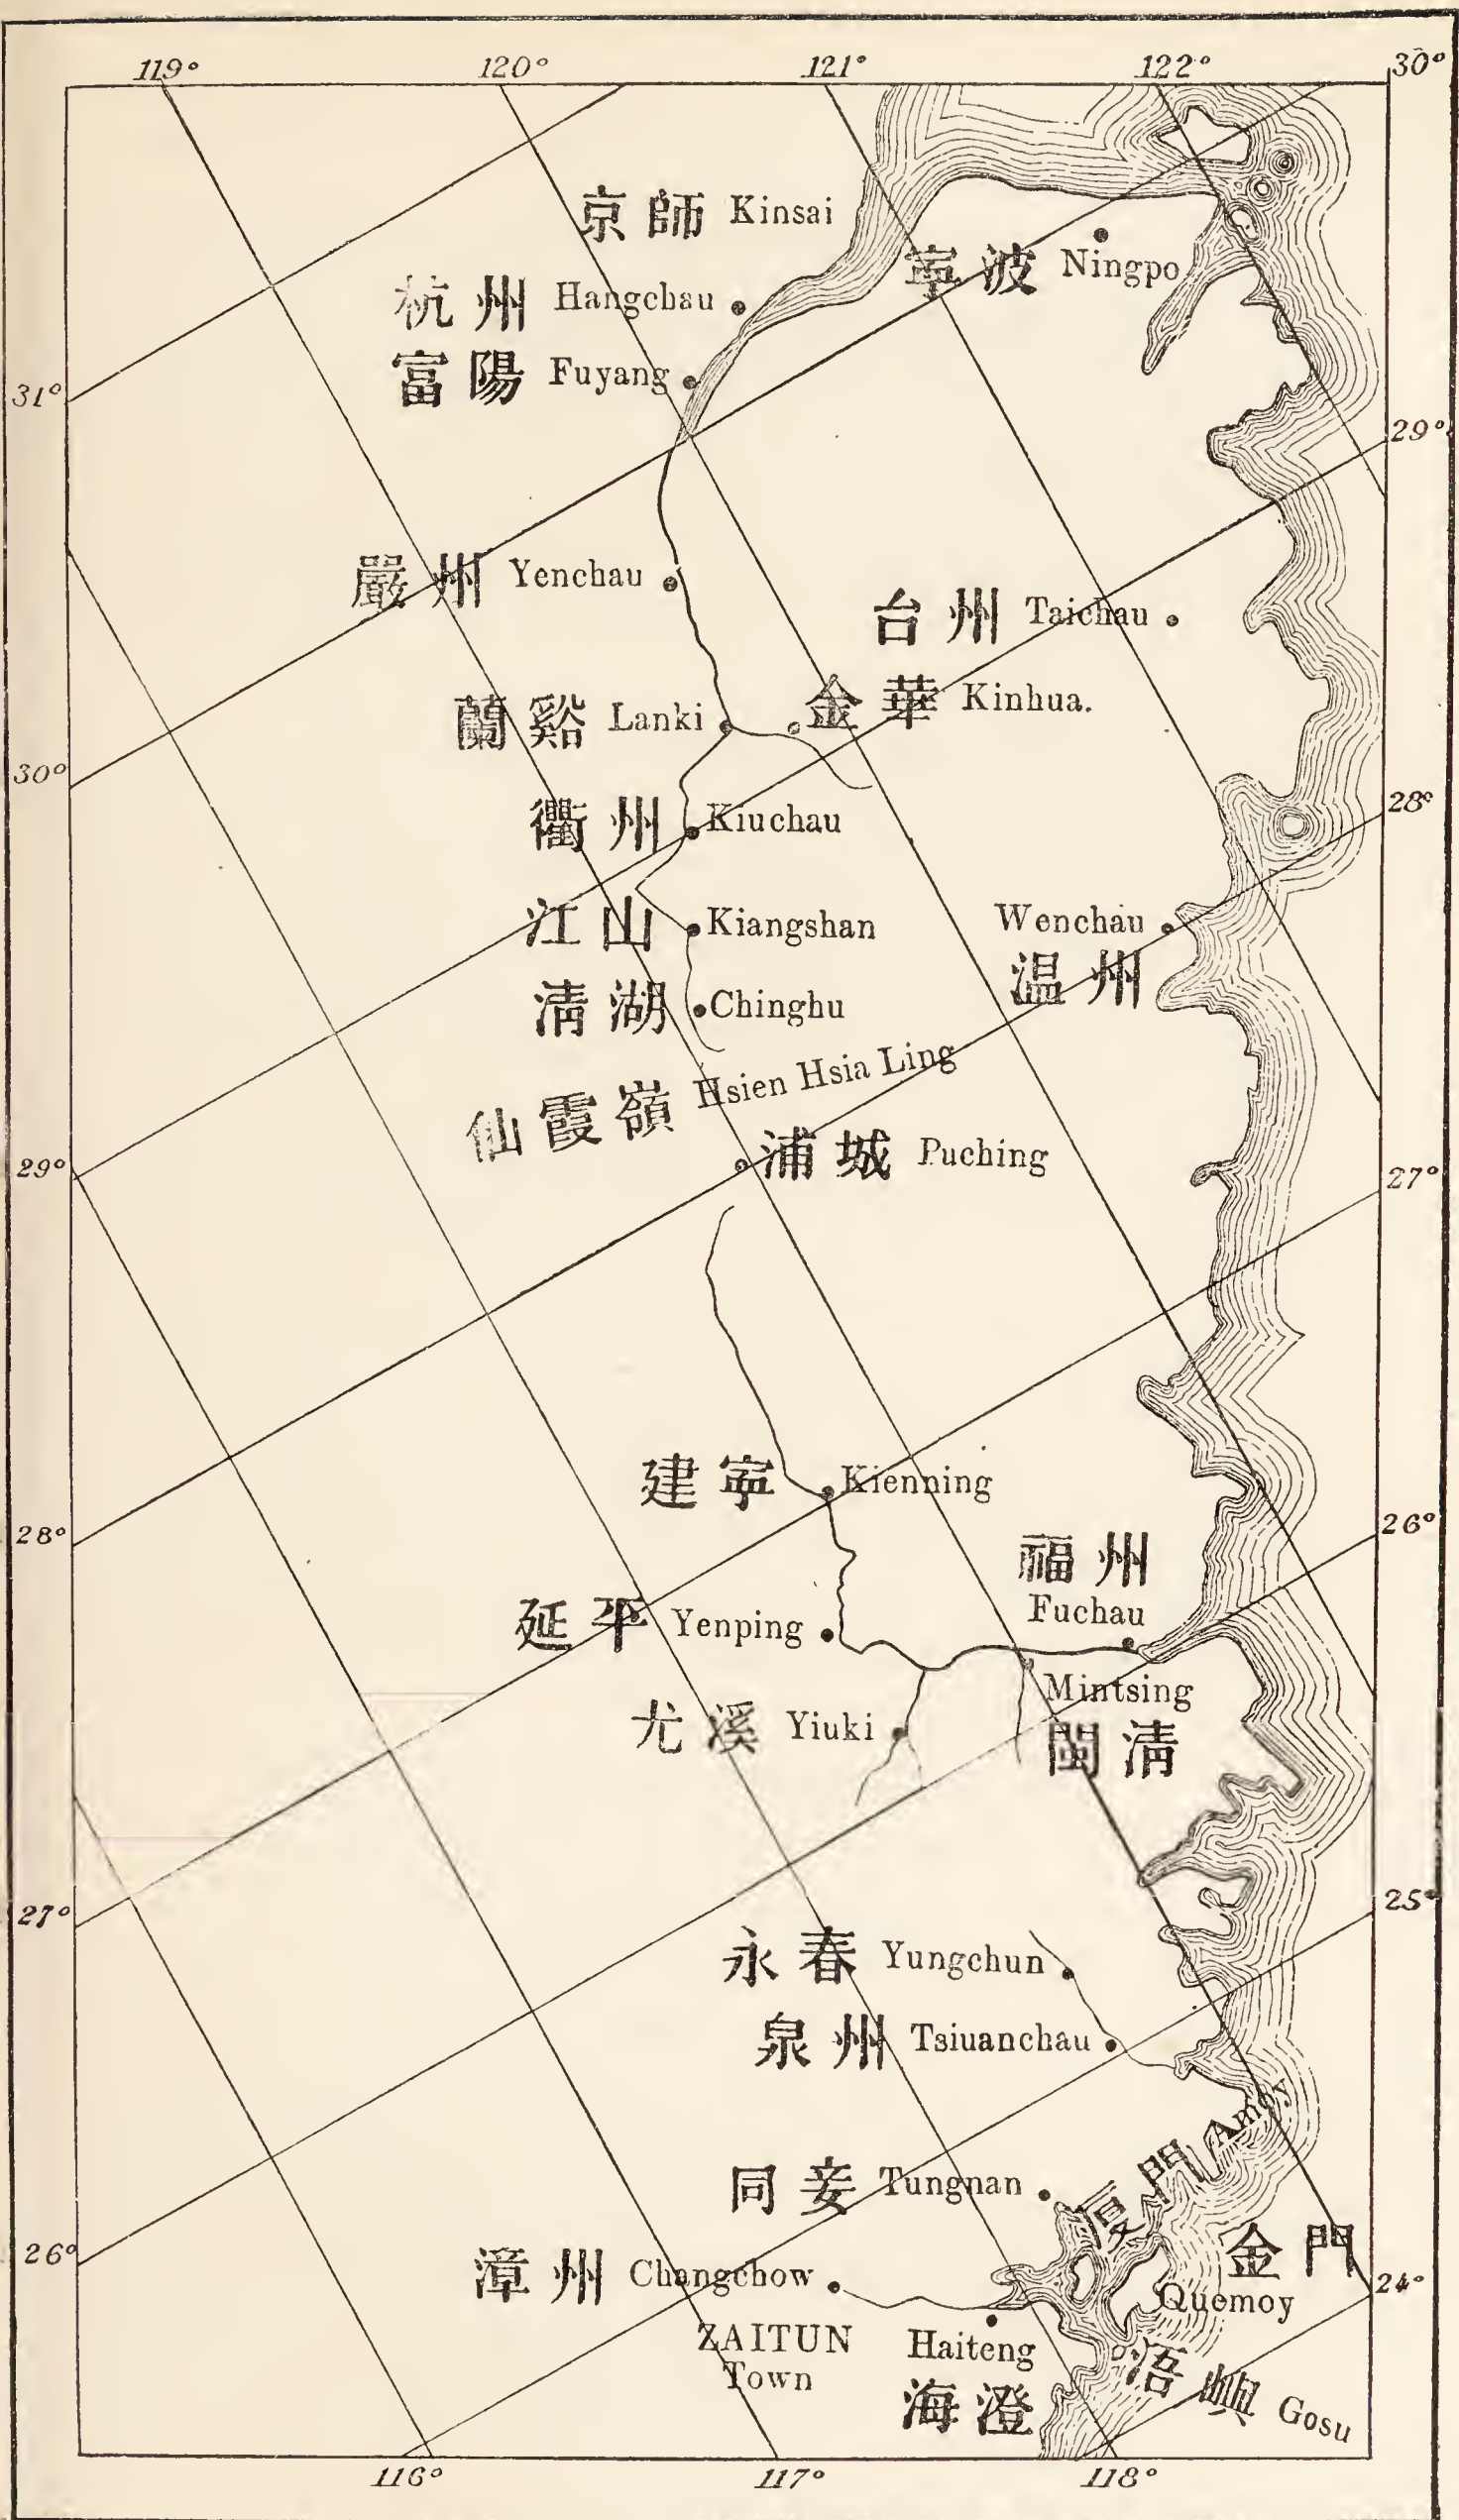 119° 120° 121° 122° 30°
京師 Kinsai
寧波 Ningpo
杭州 Hangchau
富陽 Fuyang
31°
29°
嚴州 Yenchau
台州 Taichau
金華 Kinhua.
蘭谿 Lanki
30°
28°
衢州 Kiuchau
江山 Kiangshan
Wenchau
温州
清湖 Chinghu
仙霞嶺 Hsien Hsia Ling
浦城 Puching
29°
27°
建寧 Kienning
28°
26°
福州
Fuchau
延平 Yenping
Mintsing
閩清
尤溪 Yiuki
27°
25°
永春 Yungchun
泉州 Tsiuanchau
厦門 Amoy
同安 Tungnan
金門
Quemoy
26°
24°
漳州 Changchow
ZAITUN
Town
Haiteng
海澄
浯嶼 Gosu
116° 117° 118°